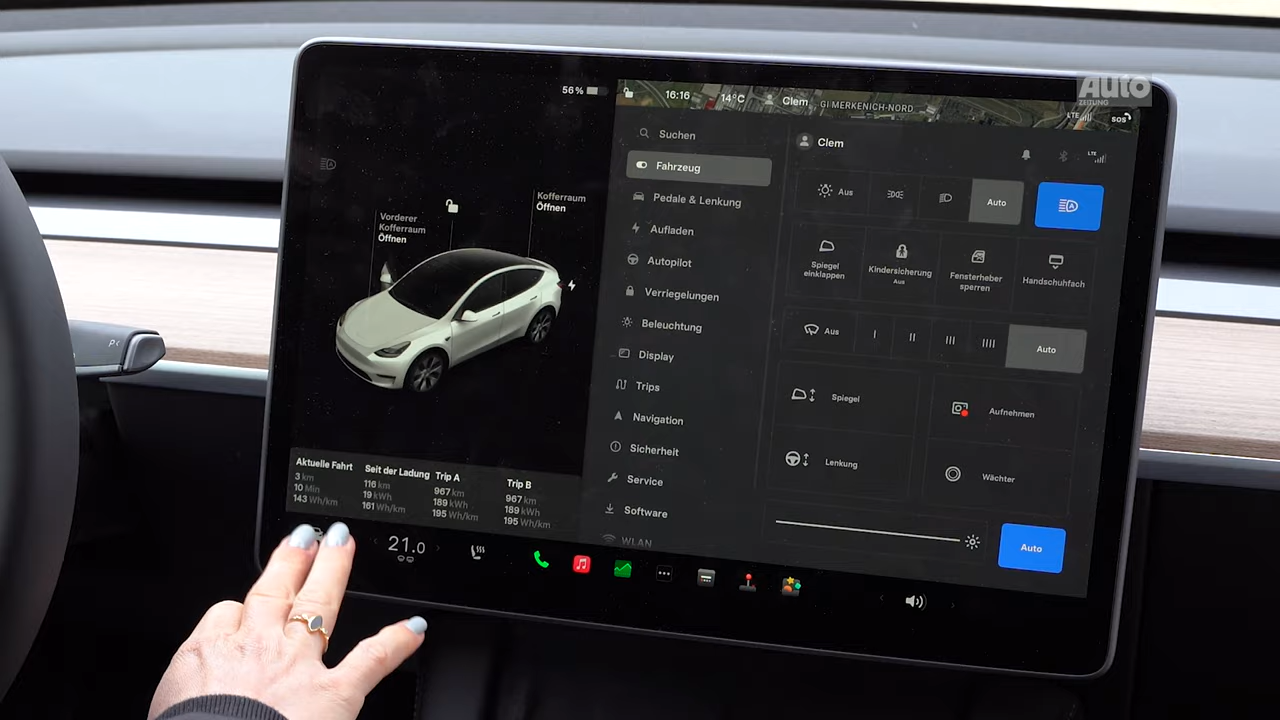 56 %
16:16
14°C
Clem
GI MERKENICH-NORD
Auto
ZEITUNG
LTE
SOS
Vorderer
Kofferraum
Öffnen
Kofferraum
Öffnen
Aktuelle Fahrt
3 km
10 Min
143 Wh/km
Seit der Ladung
116 km
19 kWh
161 Wh/km
Trip A
967 km
189 kWh
195 Wh/km
Trip B
967 km
189 kWh
195 Wh/km
Suchen
Fahrzeug
Pedale & Lenkung
Aufladen
Autopilot
Verriegelungen
Beleuchtung
Display
Trips
Navigation
Sicherheit
Service
Software
WLAN
Clem
LTE
Aus
Auto
A
Spiegel
einklappen
Kindersicherung
Aus
Fensterheber
sperren
Handschuhfach
Aus
I
II
III
IIII
Auto
Spiegel
Aufnehmen
Lenkung
Wächter
Auto
21.0
P